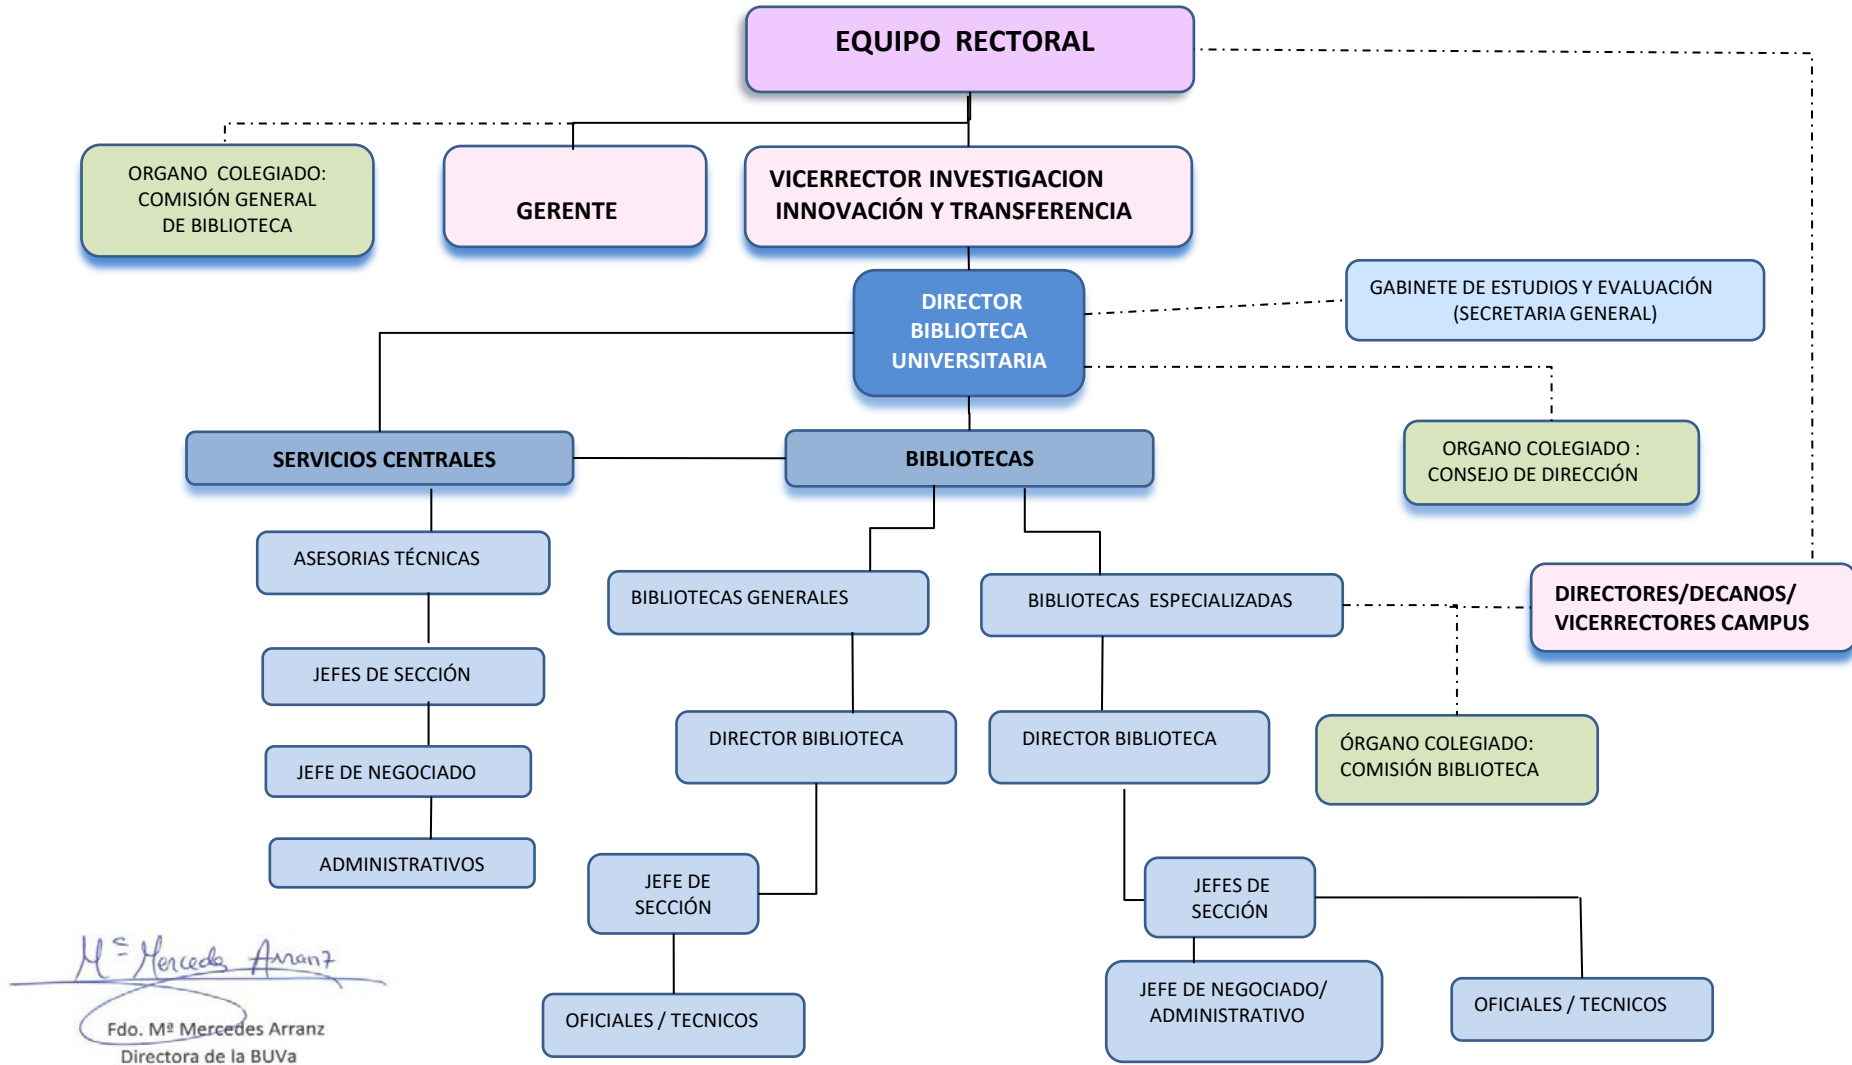 EQUIPO RECTORAL
ORGANO COLEGIADO:
COMISIÓN GENERAL
DE BIBLIOTECA
GERENTE
VICERRECTOR INVESTIGACION
INNOVACIÓN Y TRANSFERENCIA
DIRECTOR
BIBLIOTECA
UNIVERSITARIA
GABINETE DE ESTUDIOS Y EVALUACIÓN
(SECRETARIA GENERAL)
SERVICIOS CENTRALES
BIBLIOTECAS
ORGANO COLEGIADO :
CONSEJO DE DIRECCIÓN
ASESORIAS TÉCNICAS
BIBLIOTECAS GENERALES
BIBLIOTECAS ESPECIALIZADAS
DIRECTORES/DECANOS/
VICERRECTORES CAMPUS
JEFES DE SECCIÓN
DIRECTOR BIBLIOTECA
DIRECTOR BIBLIOTECA
ÓRGANO COLEGIADO:
COMISIÓN BIBLIOTECA
JEFE DE NEGOCIADO
ADMINISTRATIVOS
JEFE DE
SECCIÓN
JEFES DE
SECCIÓN
OFICIALES / TECNICOS
JEFE DE NEGOCIADO/
ADMINISTRATIVO
OFICIALES / TECNICOS
Mª Mercedes Arranz
Fdo. Mª Mercedes Arranz
Directora de la BUVa